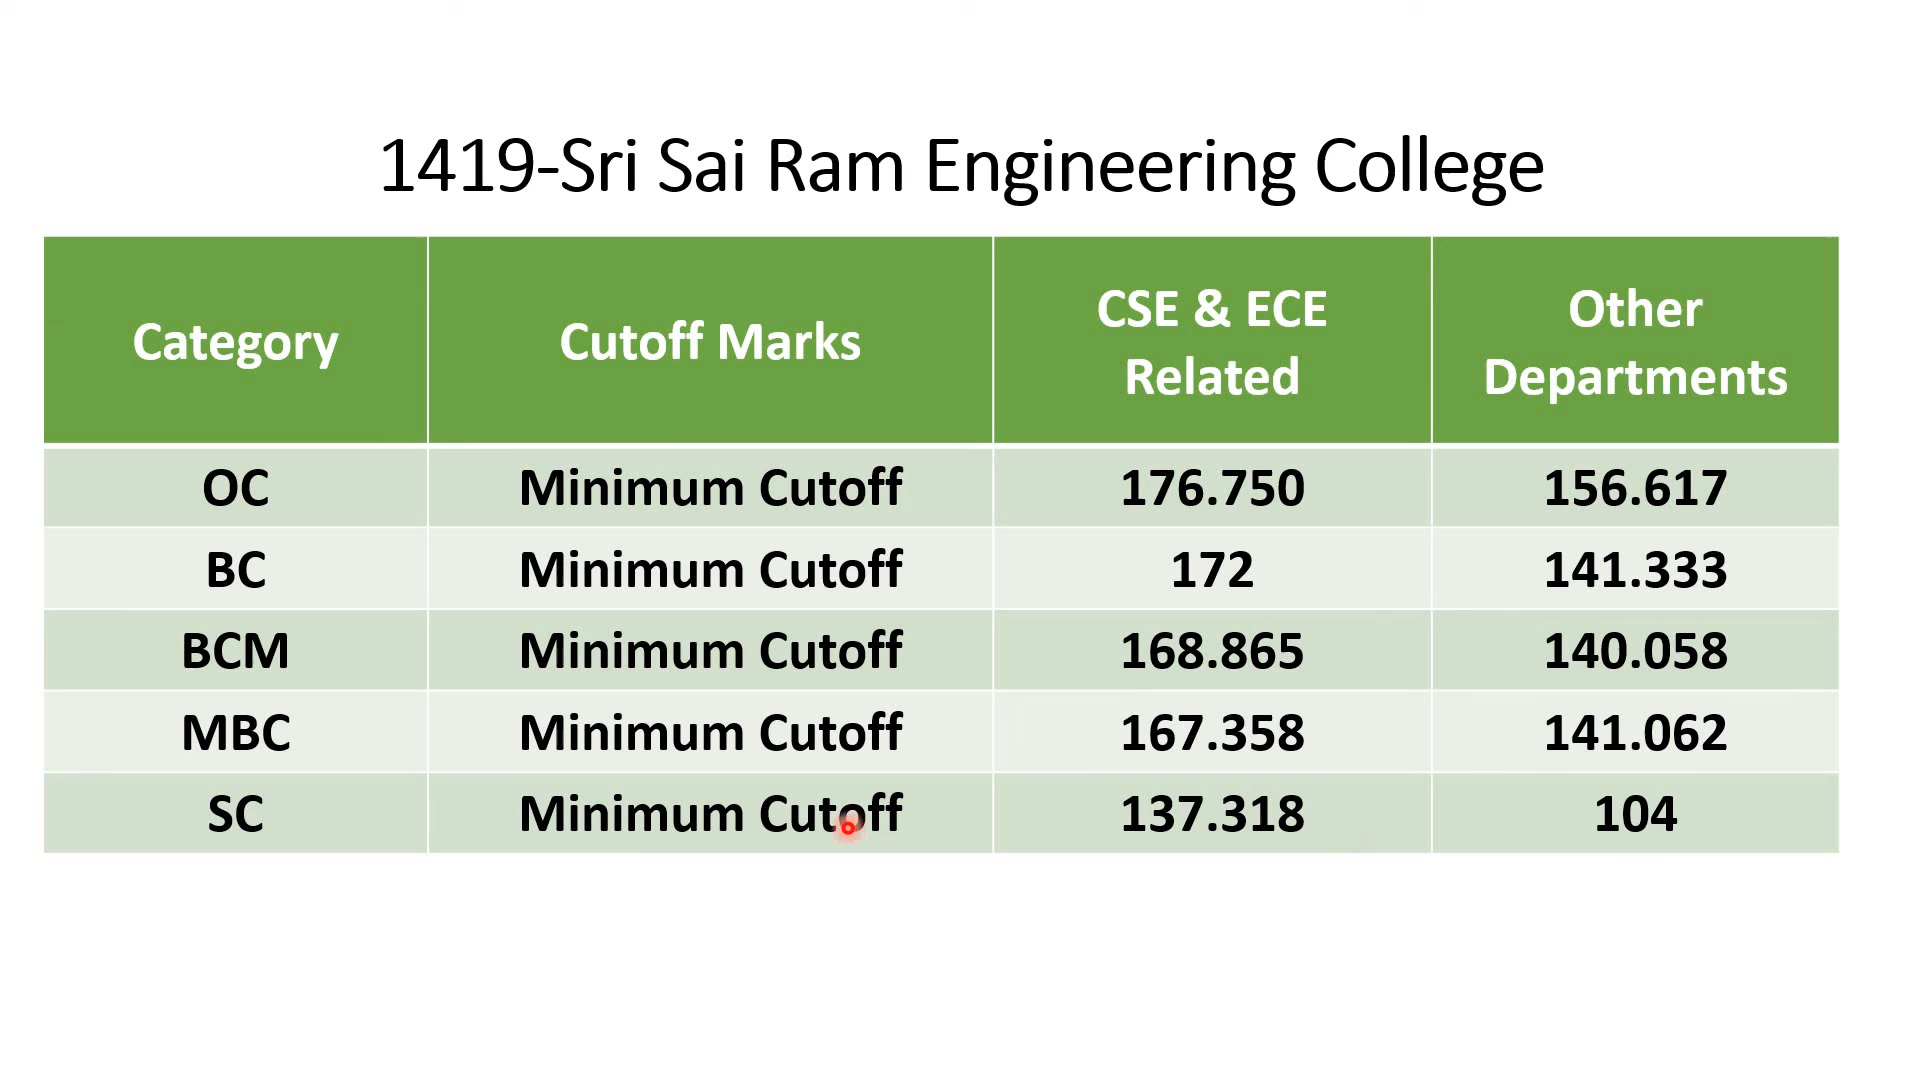 1419-Sri Sai Ram Engineering College
Category Cutoff Marks CSE & ECE Related Other Departments
OC Minimum Cutoff 176.750 156.617
BC Minimum Cutoff 172 141.333
BCM Minimum Cutoff 168.865 140.058
MBC Minimum Cutoff 167.358 141.062
SC Minimum Cutoff 137.318 104